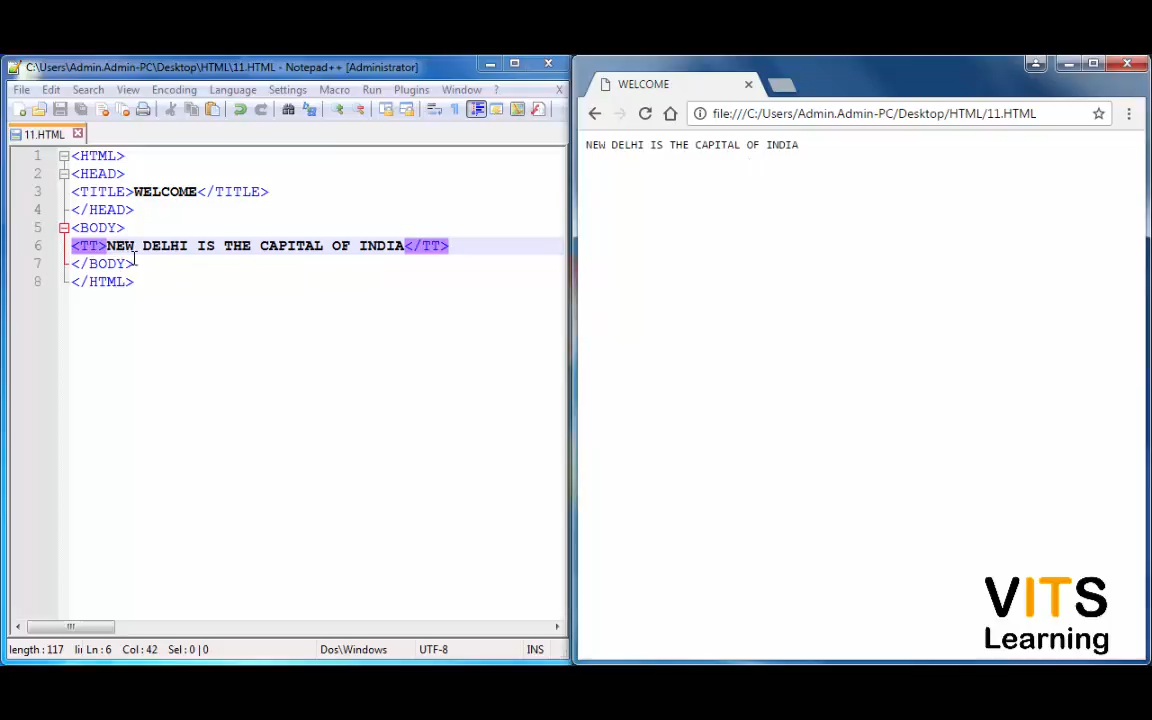 C:\Users\Admin.Admin-PC\Desktop\HTML\11.HTML - Notepad++ [Administrator]
File Edit Search View Encoding Language Settings Macro Run Plugins Window ? X
11.HTML
1 <HTML>
2 <HEAD>
3 <TITLE>WELCOME</TITLE>
4 </HEAD>
5 <BODY>
6 <TT>NEW DELHI IS THE CAPITAL OF INDIA</TT>
7 </BODY>
8 </HTML>
length : 117 lii Ln : 6 Col : 42 Sel : 0 | 0 Dos\Windows UTF-8 INS
WELCOME
file:///C:/Users/Admin.Admin-PC/Desktop/HTML/11.HTML
NEW DELHI IS THE CAPITAL OF INDIA
VITS
Learning